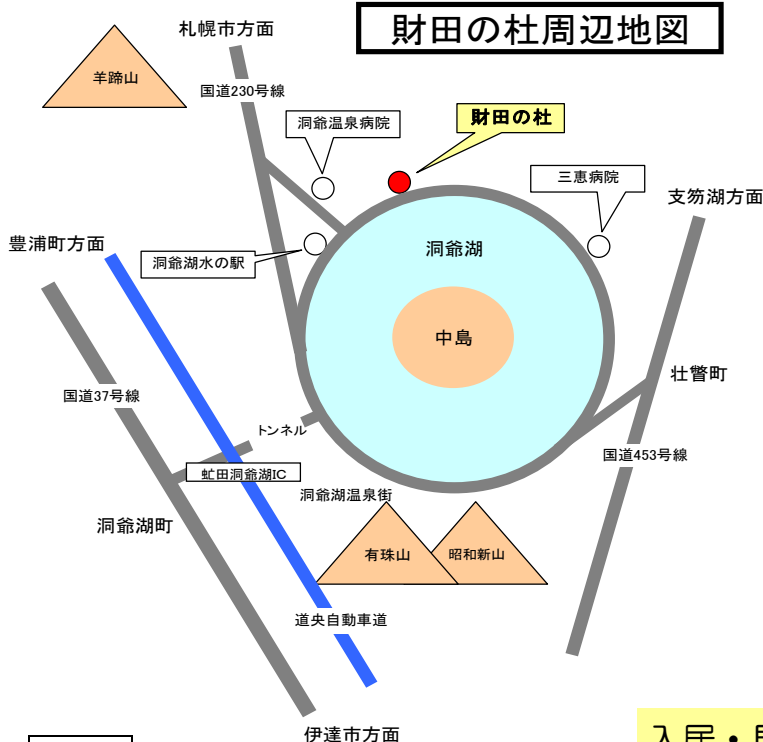 財田の杜周辺地図
札幌市方面
羊蹄山
国道230号線
洞爺温泉病院
財田の杜
三恵病院
支笏湖方面
豊浦町方面
洞爺湖水の駅
洞爺湖
中島
壮瞥町
国道37号線
トンネル
国道453号線
虻田洞爺湖IC
洞爺湖温泉街
洞爺湖町
有珠山
昭和新山
道央自動車道
伊達市方面
入居・